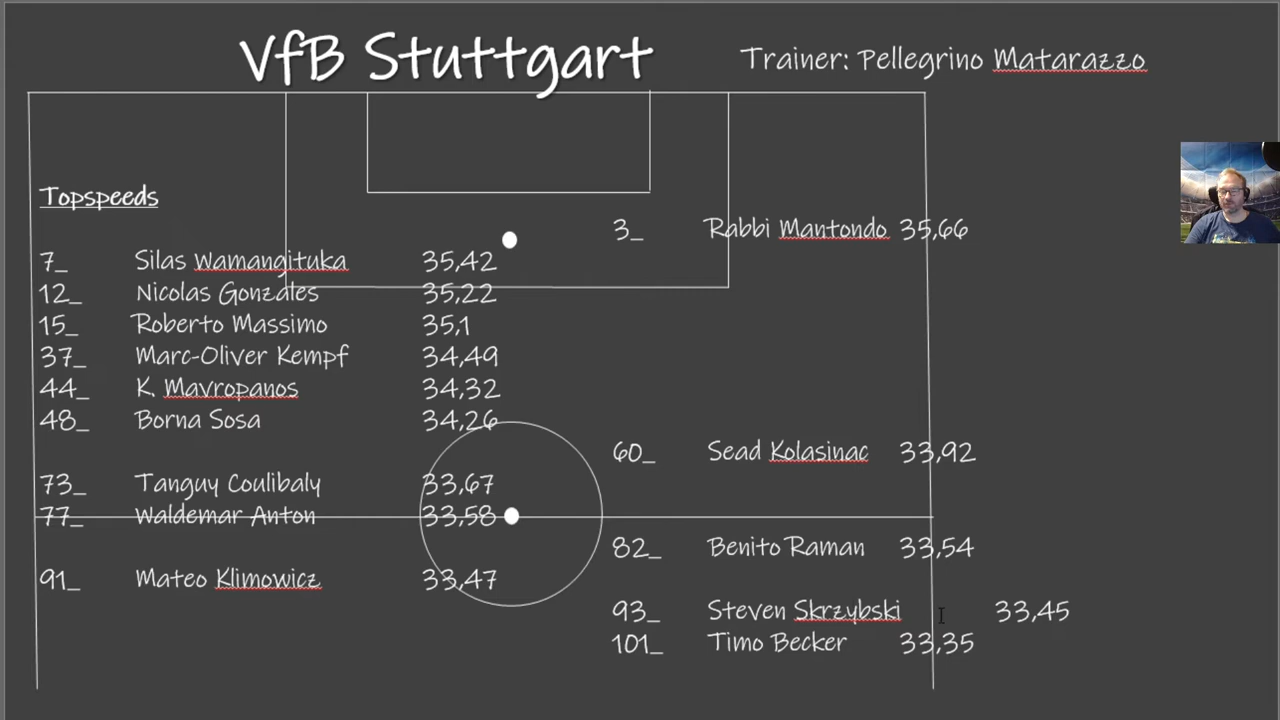 VfB Stuttgart
Trainer: Pellegrino Matarazzo
Topspeeds
3_ Rabbi Mantondo 35,66
7_ Silas Wamangituka 35,42
12_ Nicolas Gonzales 35,22
15_ Roberto Massimo 35,1
37_ Marc-Oliver Kempf 34,49
44_ K. Mavropanos 34,32
48_ Borna Sosa 34,26
60_ Sead Kolasinac 33,92
73_ Tanguy Coulibaly 33,67
77_ Waldemar Anton 33,58
82_ Benito Raman 33,54
91_ Mateo Klimowicz 33,47
93_ Steven Skrzybski 33,45
101_ Timo Becker 33,35